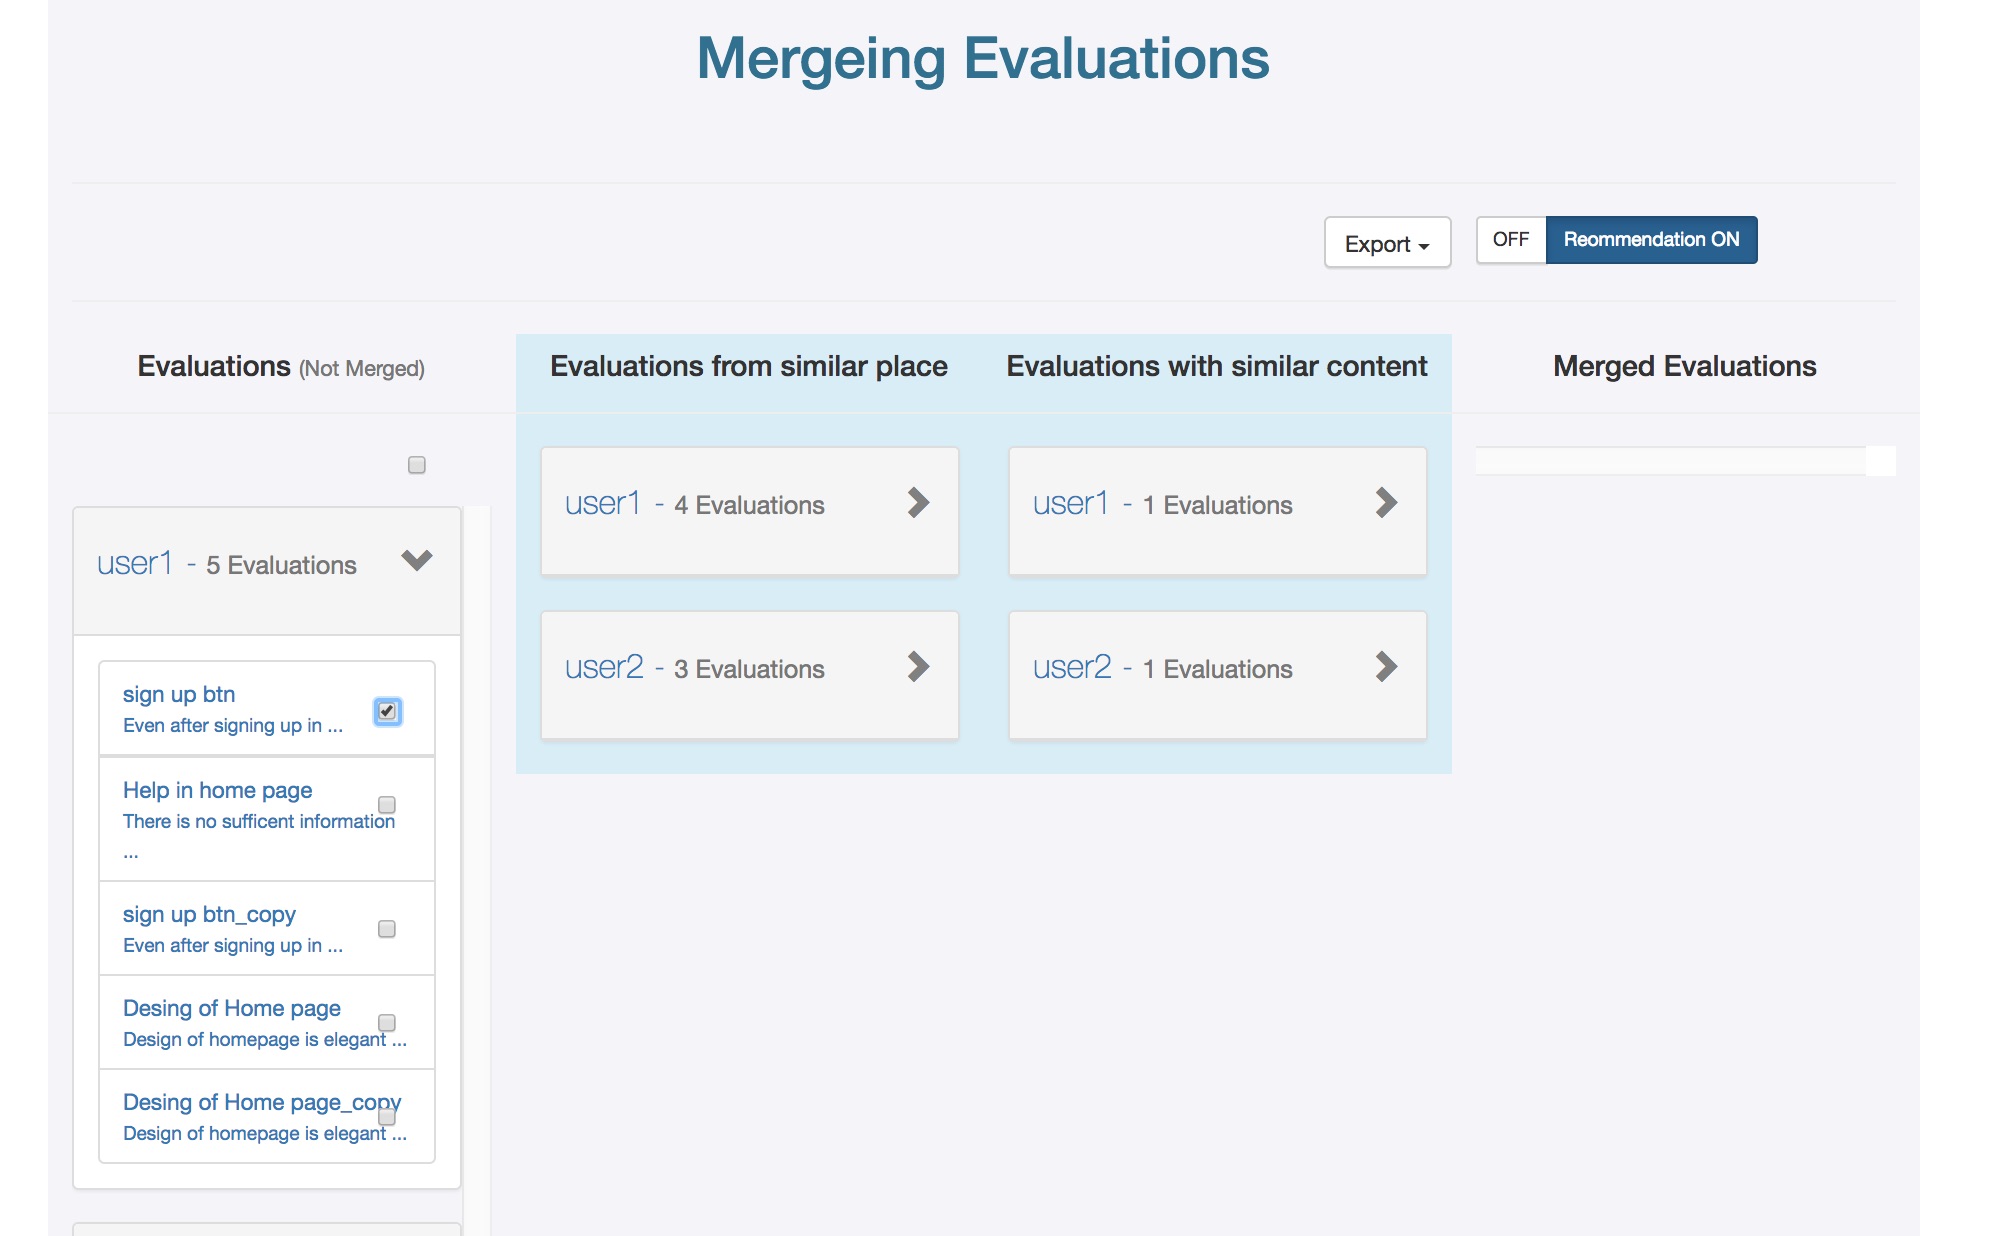 Mergeing Evaluations
Export
OFF
Reommendation ON
Evaluations (Not Merged)
Evaluations from similar place
Evaluations with similar content
Merged Evaluations
user1 - 5 Evaluations
sign up btn
Even after signing up in ...
Help in home page
There is no sufficent information
...
sign up btn_copy
Even after signing up in ...
Desing of Home page
Design of homepage is elegant ...
Desing of Home page_copy
Design of homepage is elegant ...
user1 - 4 Evaluations
user2 - 3 Evaluations
user1 - 1 Evaluations
user2 - 1 Evaluations